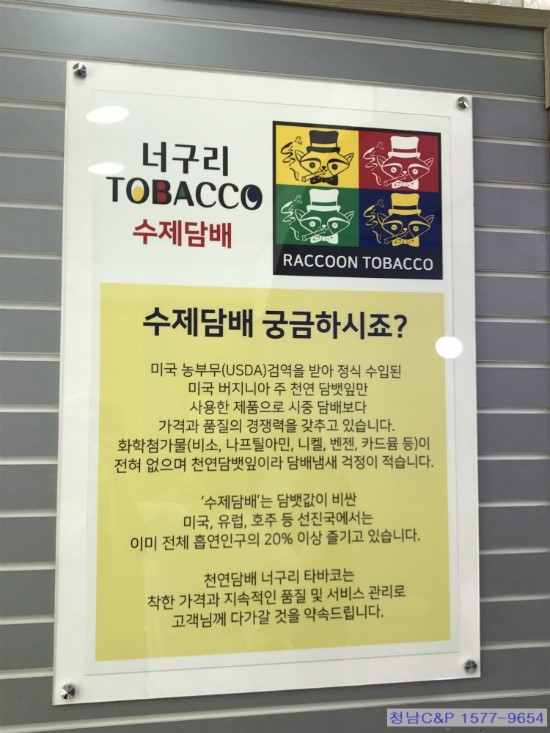 너구리
TOBACCO
수제담배
RACCOON TOBACCO
수제담배 궁금하시죠?
미국 농부무(USDA)검역을 받아 정식 수입된
미국 버지니아 주 천연 담뱃잎만
사용한 제품으로 시중 담배보다
가격과 품질의 경쟁력을 갖추고 있습니다.
화학첨가물(비소, 나프틸아민, 니켈, 벤젠, 카드뮴 등)이
전혀 없으며 천연담뱃잎이라 담배냄새 걱정이 적습니다.
‘수제담배’는 담뱃값이 비싼
미국, 유럽, 호주 등 선진국에서는
이미 전체 흡연인구의 20% 이상 즐기고 있습니다.
천연담배 너구리 타바코는
착한 가격과 지속적인 품질 및 서비스 관리로
고객님께 다가갈 것을 약속드립니다.
청남C&P 1577-9654